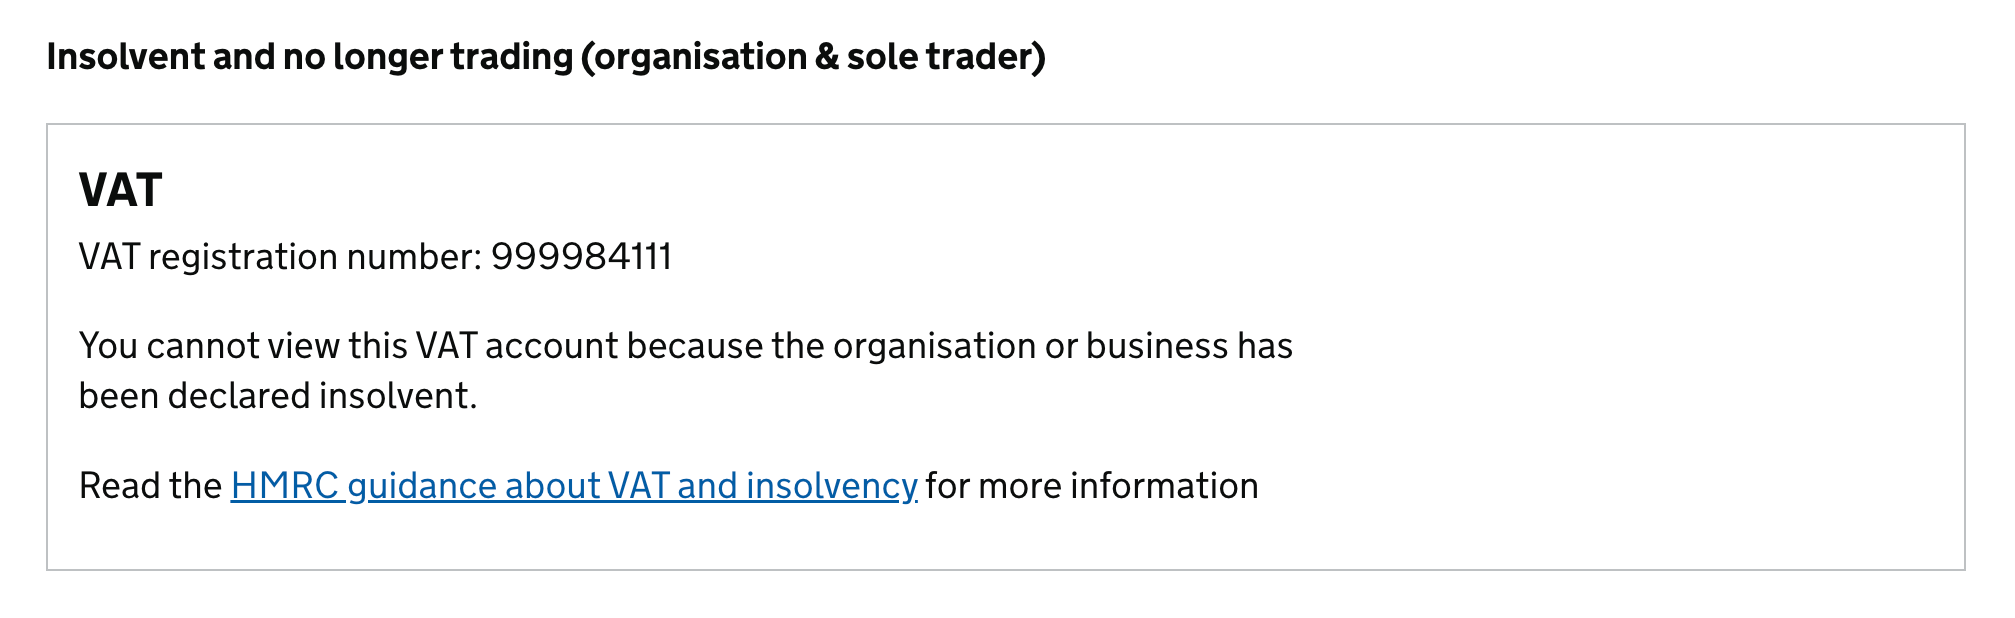 Insolvent and no longer trading (organisation & sole trader)
VAT
VAT registration number: 999984111
You cannot view this VAT account because the organisation or business has
been declared insolvent.
Read the HMRC guidance about VAT and insolvency for more information